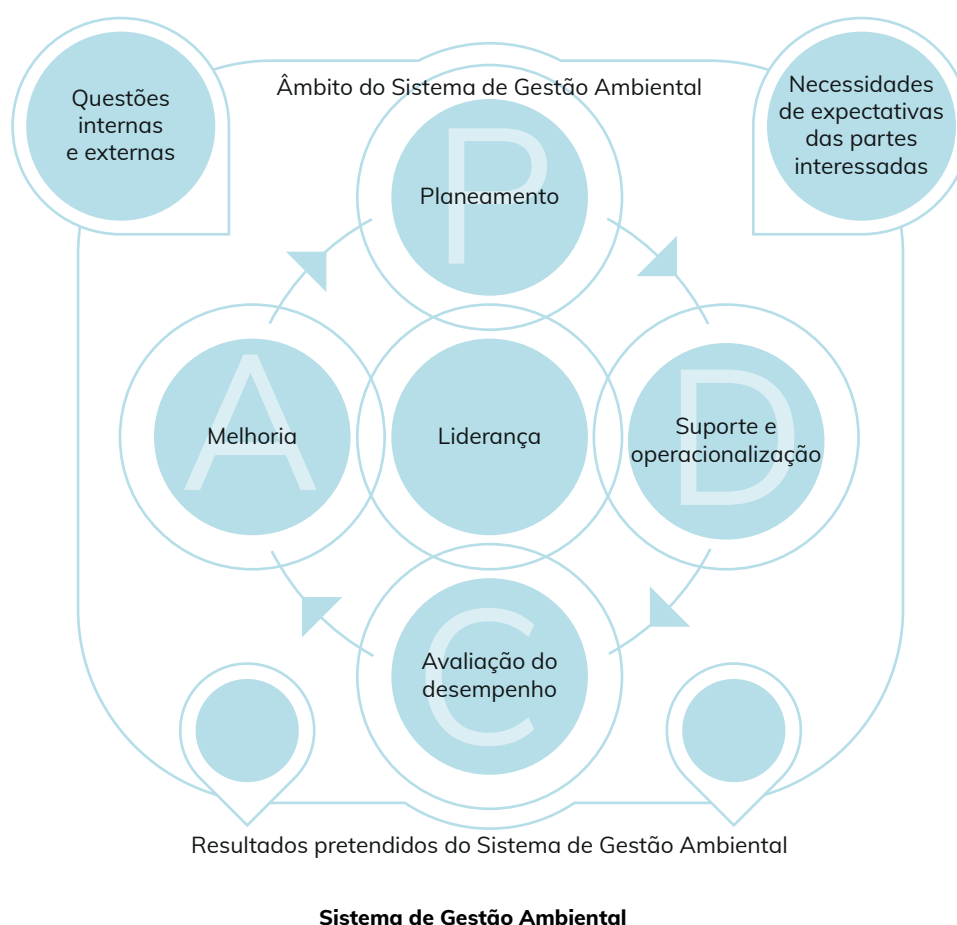 Âmbito do Sistema de Gestão Ambiental
Questões
internas
e externas
Necessidades
de expectativas
das partes
interessadas
P
Planeamento
A
Melhoria
Liderança
D
Suporte e
operacionalização
C
Avaliação do
desempenho
Resultados pretendidos do Sistema de Gestão Ambiental
Sistema de Gestão Ambiental